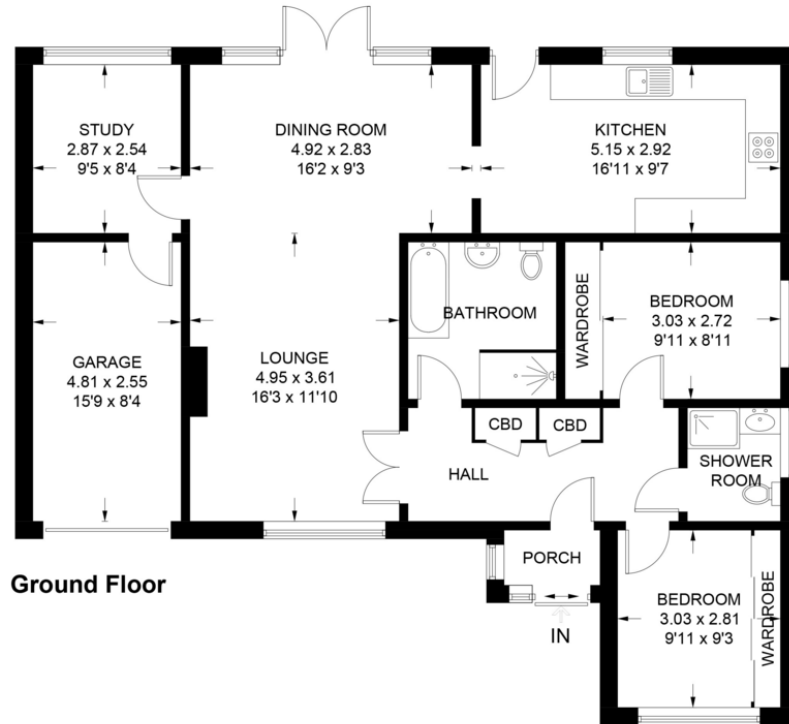 STUDY
2.87 x 2.54
9'5 x 8'4
DINING ROOM
4.92 x 2.83
16'2 x 9'3
KITCHEN
5.15 x 2.92
16'11 x 9'7
GARAGE
4.81 x 2.55
15'9 x 8'4
LOUNGE
4.95 x 3.61
16'3 x 11'10
BATHROOM
WARDROBE
BEDROOM
3.03 x 2.72
9'11 x 8'11
CBD
CBD
HALL
SHOWER
ROOM
PORCH
IN
BEDROOM
3.03 x 2.81
9'11 x 9'3
WARDROBE
Ground Floor